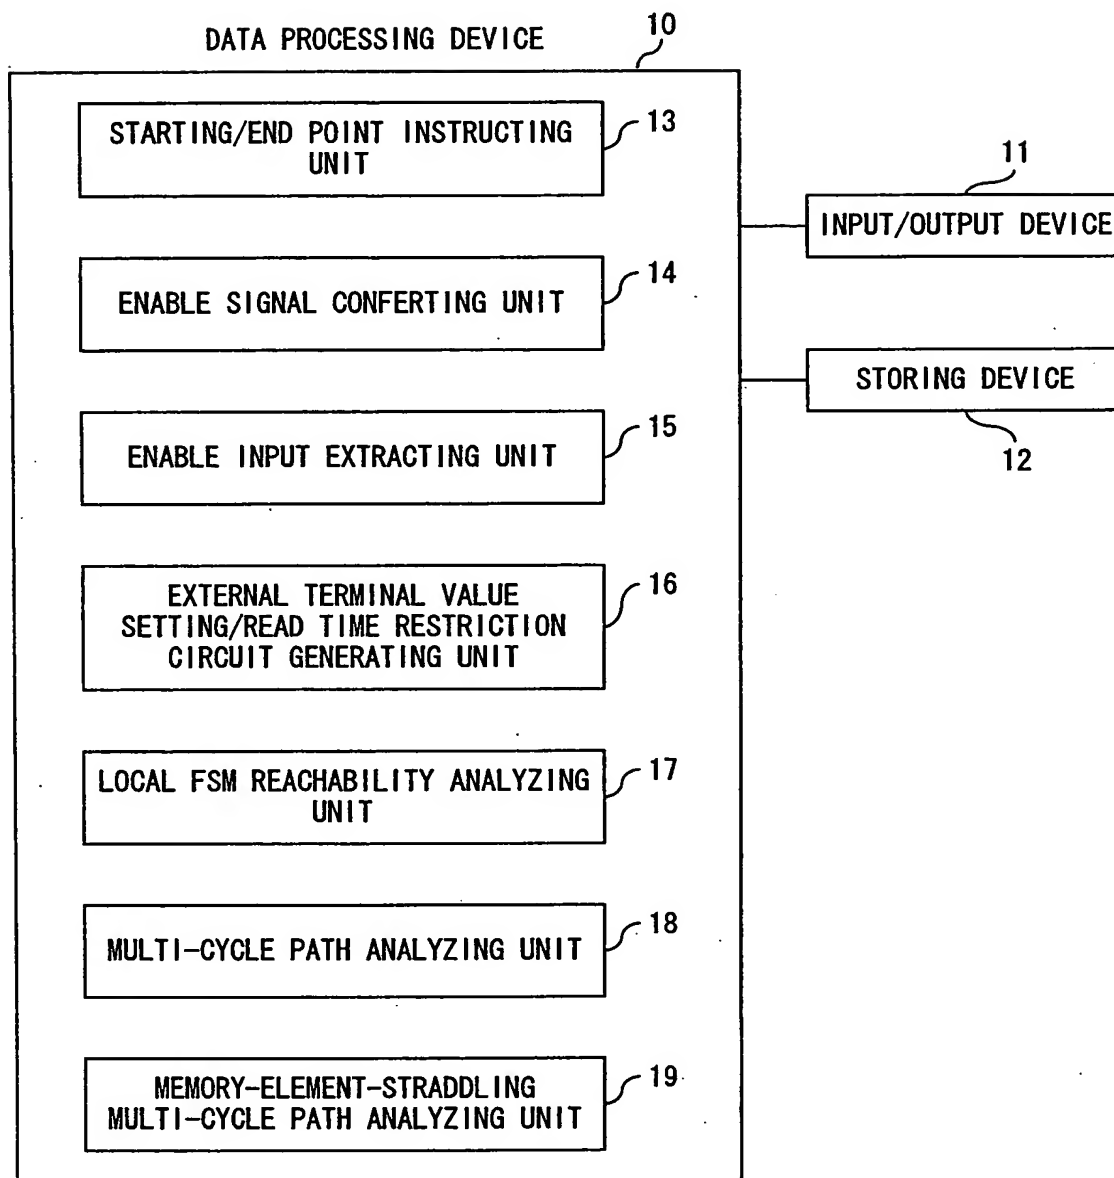 DATA PROCESSING DEVICE
10
STARTING/END POINT INSTRUCTING
UNIT
13
ENABLE SIGNAL CONFERTING UNIT
14
ENABLE INPUT EXTRACTING UNIT
15
EXTERNAL TERMINAL VALUE
SETTING/READ TIME RESTRICTION
CIRCUIT GENERATING UNIT
16
LOCAL FSM REACHABILITY ANALYZING
UNIT
17
MULTI-CYCLE PATH ANALYZING UNIT
18
MEMORY-ELEMENT-STRADDLING
MULTI-CYCLE PATH ANALYZING UNIT
19
11
INPUT/OUTPUT DEVICE
STORING DEVICE
12